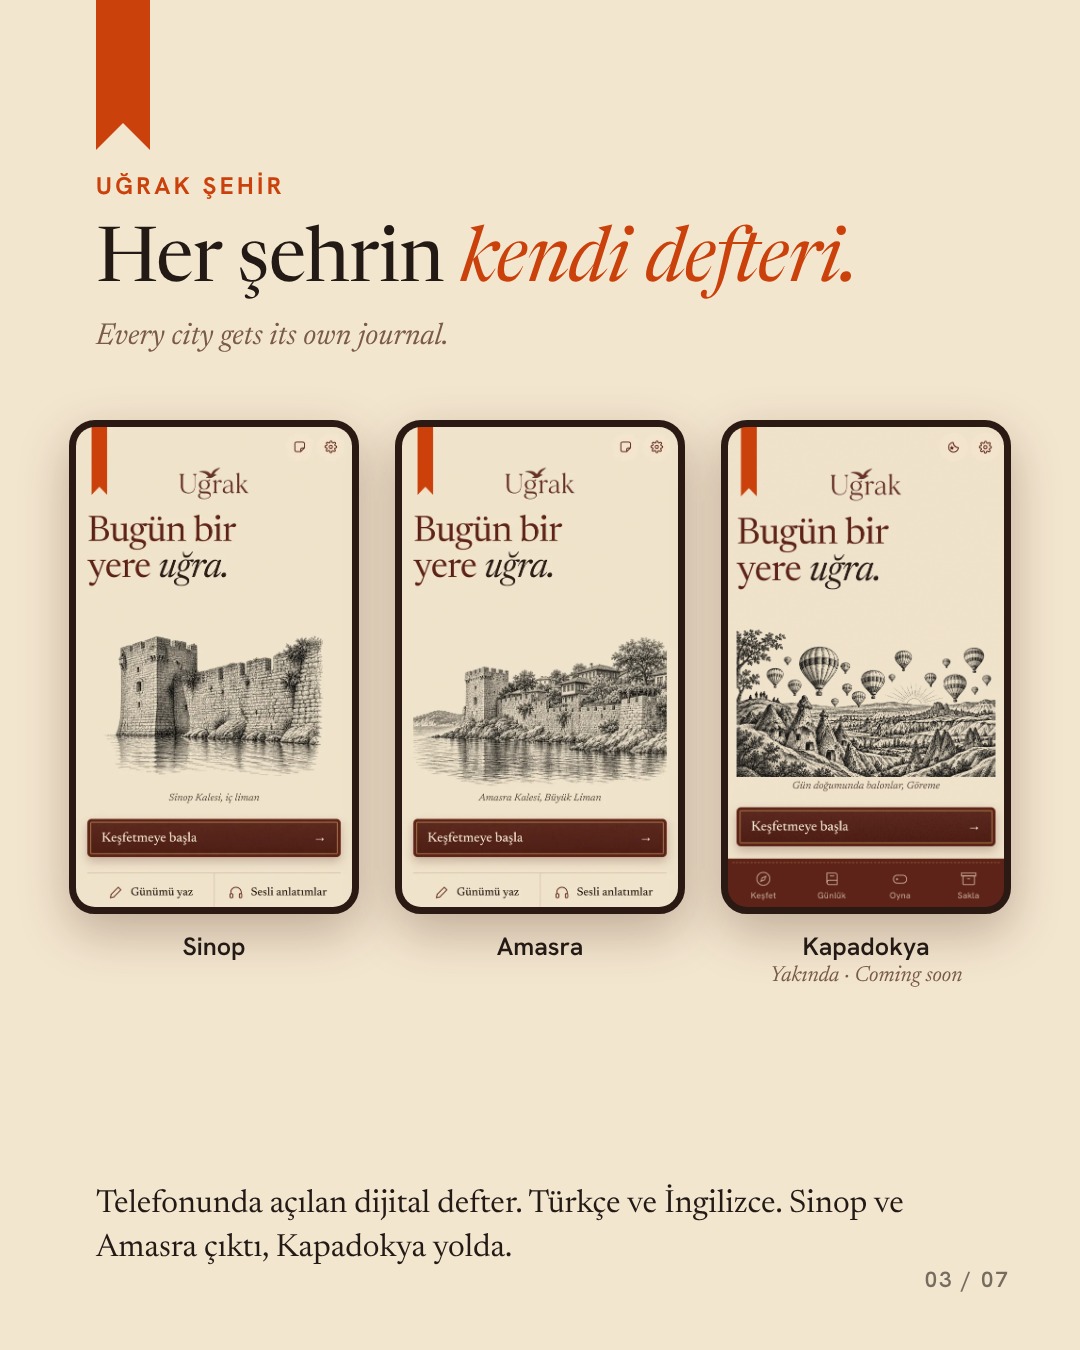 UĞRAK ŞEHİR
Her şehrin kendi defteri.
Every city gets its own journal.
Uğrak
Bugün bir
yere uğra.
Sinop Kalesi, iç liman
Keşfetmeye başla →
Günümü yaz
Sesli anlatımlar
Sinop
Uğrak
Bugün bir
yere uğra.
Amasra Kalesi, Büyük Liman
Keşfetmeye başla →
Günümü yaz
Sesli anlatımlar
Amasra
Uğrak
Bugün bir
yere uğra.
Gün doğumunda balonlar, Göreme
Keşfetmeye başla →
Keşfet
Günlük
Oyna
Sakla
Kapadokya
Yakında · Coming soon
Telefonunda açılan dijital defter. Türkçe ve İngilizce. Sinop ve
Amasra çıktı, Kapadokya yolda.
03 / 07